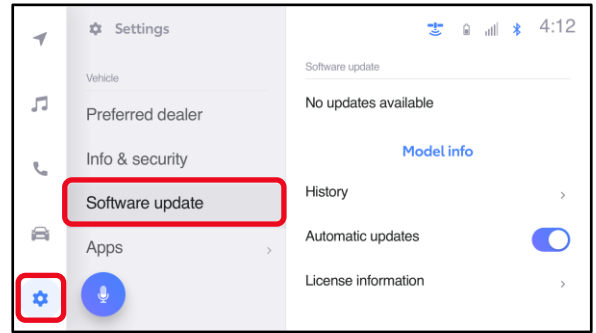 Settings
4:12
Vehicle
Preferred dealer
Info & security
Software update
Apps
Software update
No updates available
Model info
History
Automatic updates
License information